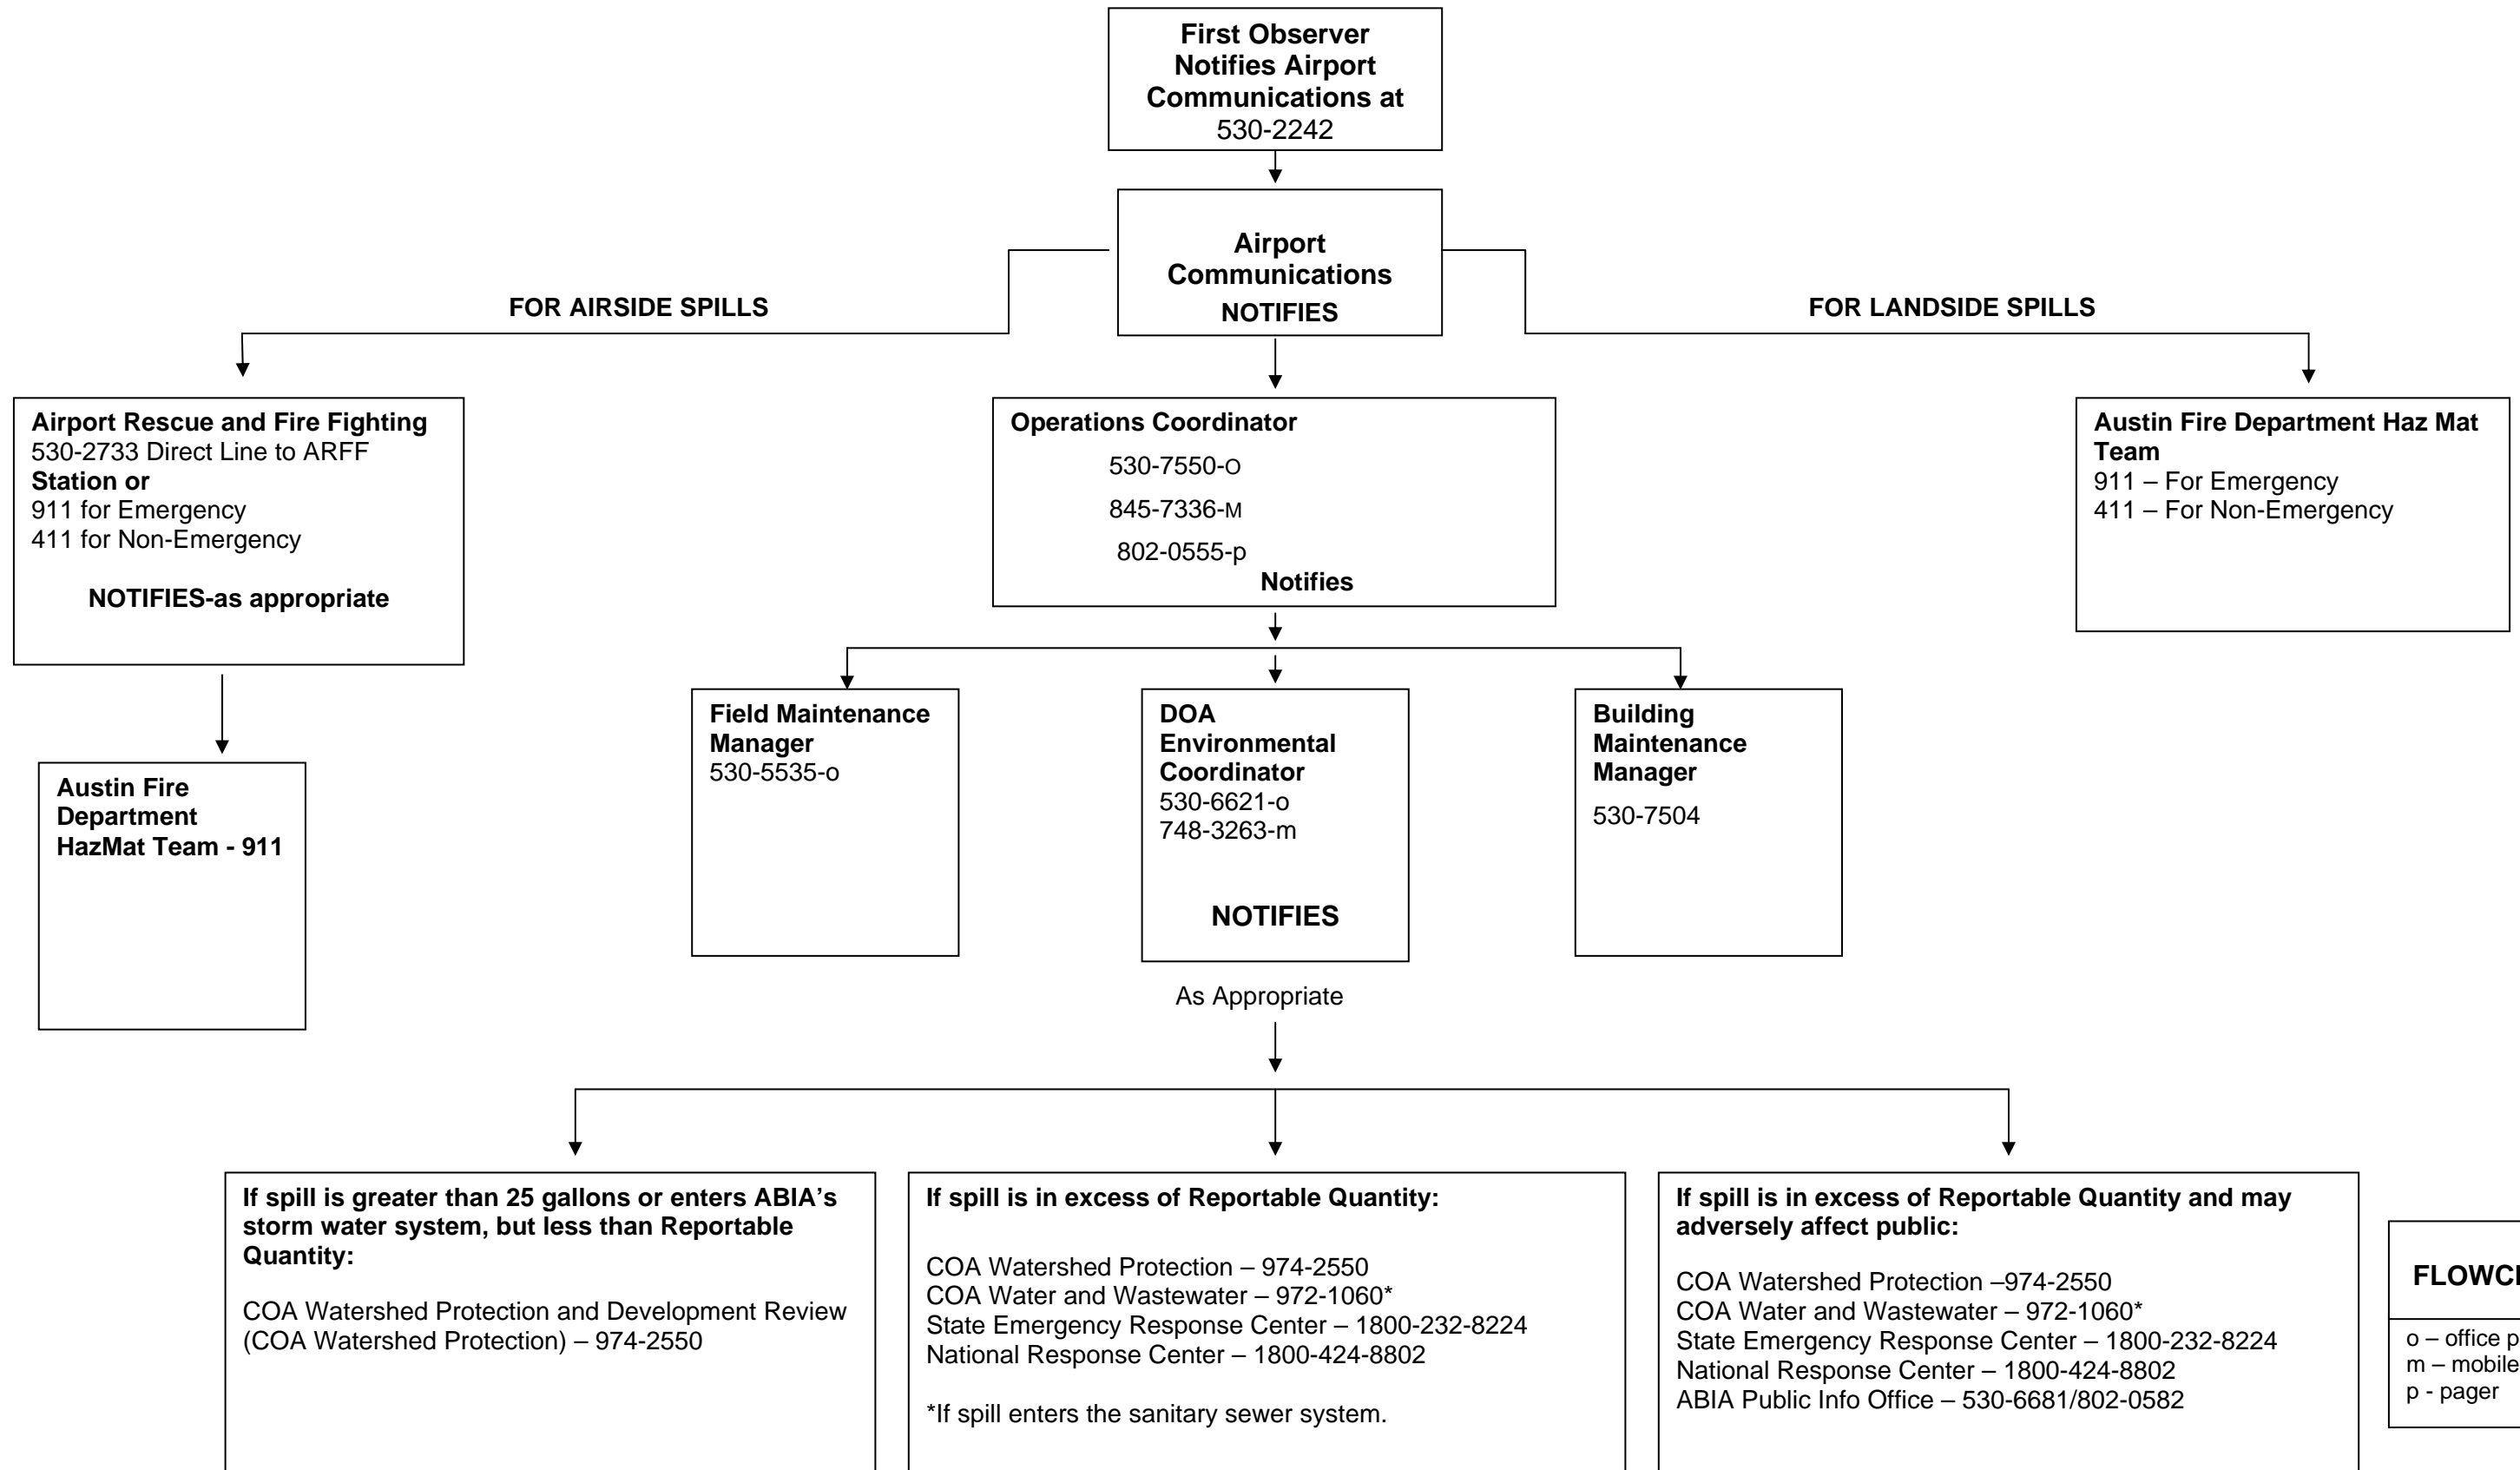 First Observer
Notifies Airport
Communications at
530-2242
Airport
Communications
NOTIFIES
FOR AIRSIDE SPILLS
FOR LANDSIDE SPILLS
Airport Rescue and Fire Fighting
530-2733 Direct Line to ARFF
Station or
911 for Emergency
411 for Non-Emergency
NOTIFIES-as appropriate
Operations Coordinator
530-7550-O
845-7336-M
802-0555-p
Notifies
Austin Fire Department Haz Mat
Team
911 – For Emergency
411 – For Non-Emergency
Austin Fire
Department
HazMat Team - 911
Field Maintenance
Manager
530-5535-o
DOA
Environmental
Coordinator
530-6621-o
748-3263-m
NOTIFIES
Building
Maintenance
Manager
530-7504
As Appropriate
If spill is greater than 25 gallons or enters ABIA’s
storm water system, but less than Reportable
Quantity:
COA Watershed Protection and Development Review
(COA Watershed Protection) – 974-2550
If spill is in excess of Reportable Quantity:
COA Watershed Protection – 974-2550
COA Water and Wastewater – 972-1060*
State Emergency Response Center – 1800-232-8224
National Response Center – 1800-424-8802
*If spill enters the sanitary sewer system.
If spill is in excess of Reportable Quantity and may
adversely affect public:
COA Watershed Protection –974-2550
COA Water and Wastewater – 972-1060*
State Emergency Response Center – 1800-232-8224
National Response Center – 1800-424-8802
ABIA Public Info Office – 530-6681/802-0582
o – office
m – mobile
p - pager